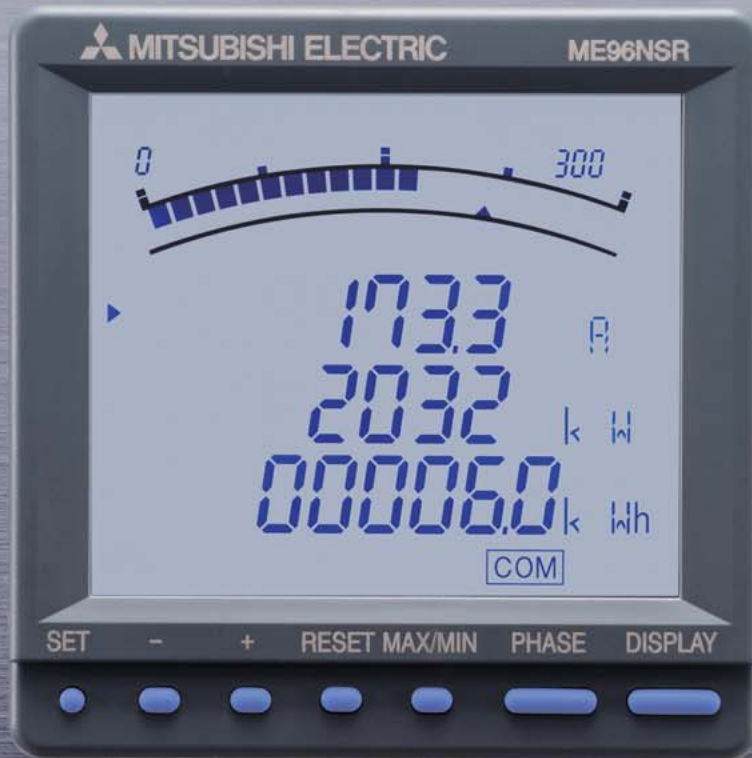 MITSUBISHI ELECTRIC ME96NSR
0 300
173.3 A
2032 k W
00006.0 k Wh
COM
SET - + RESET MAX/MIN PHASE DISPLAY